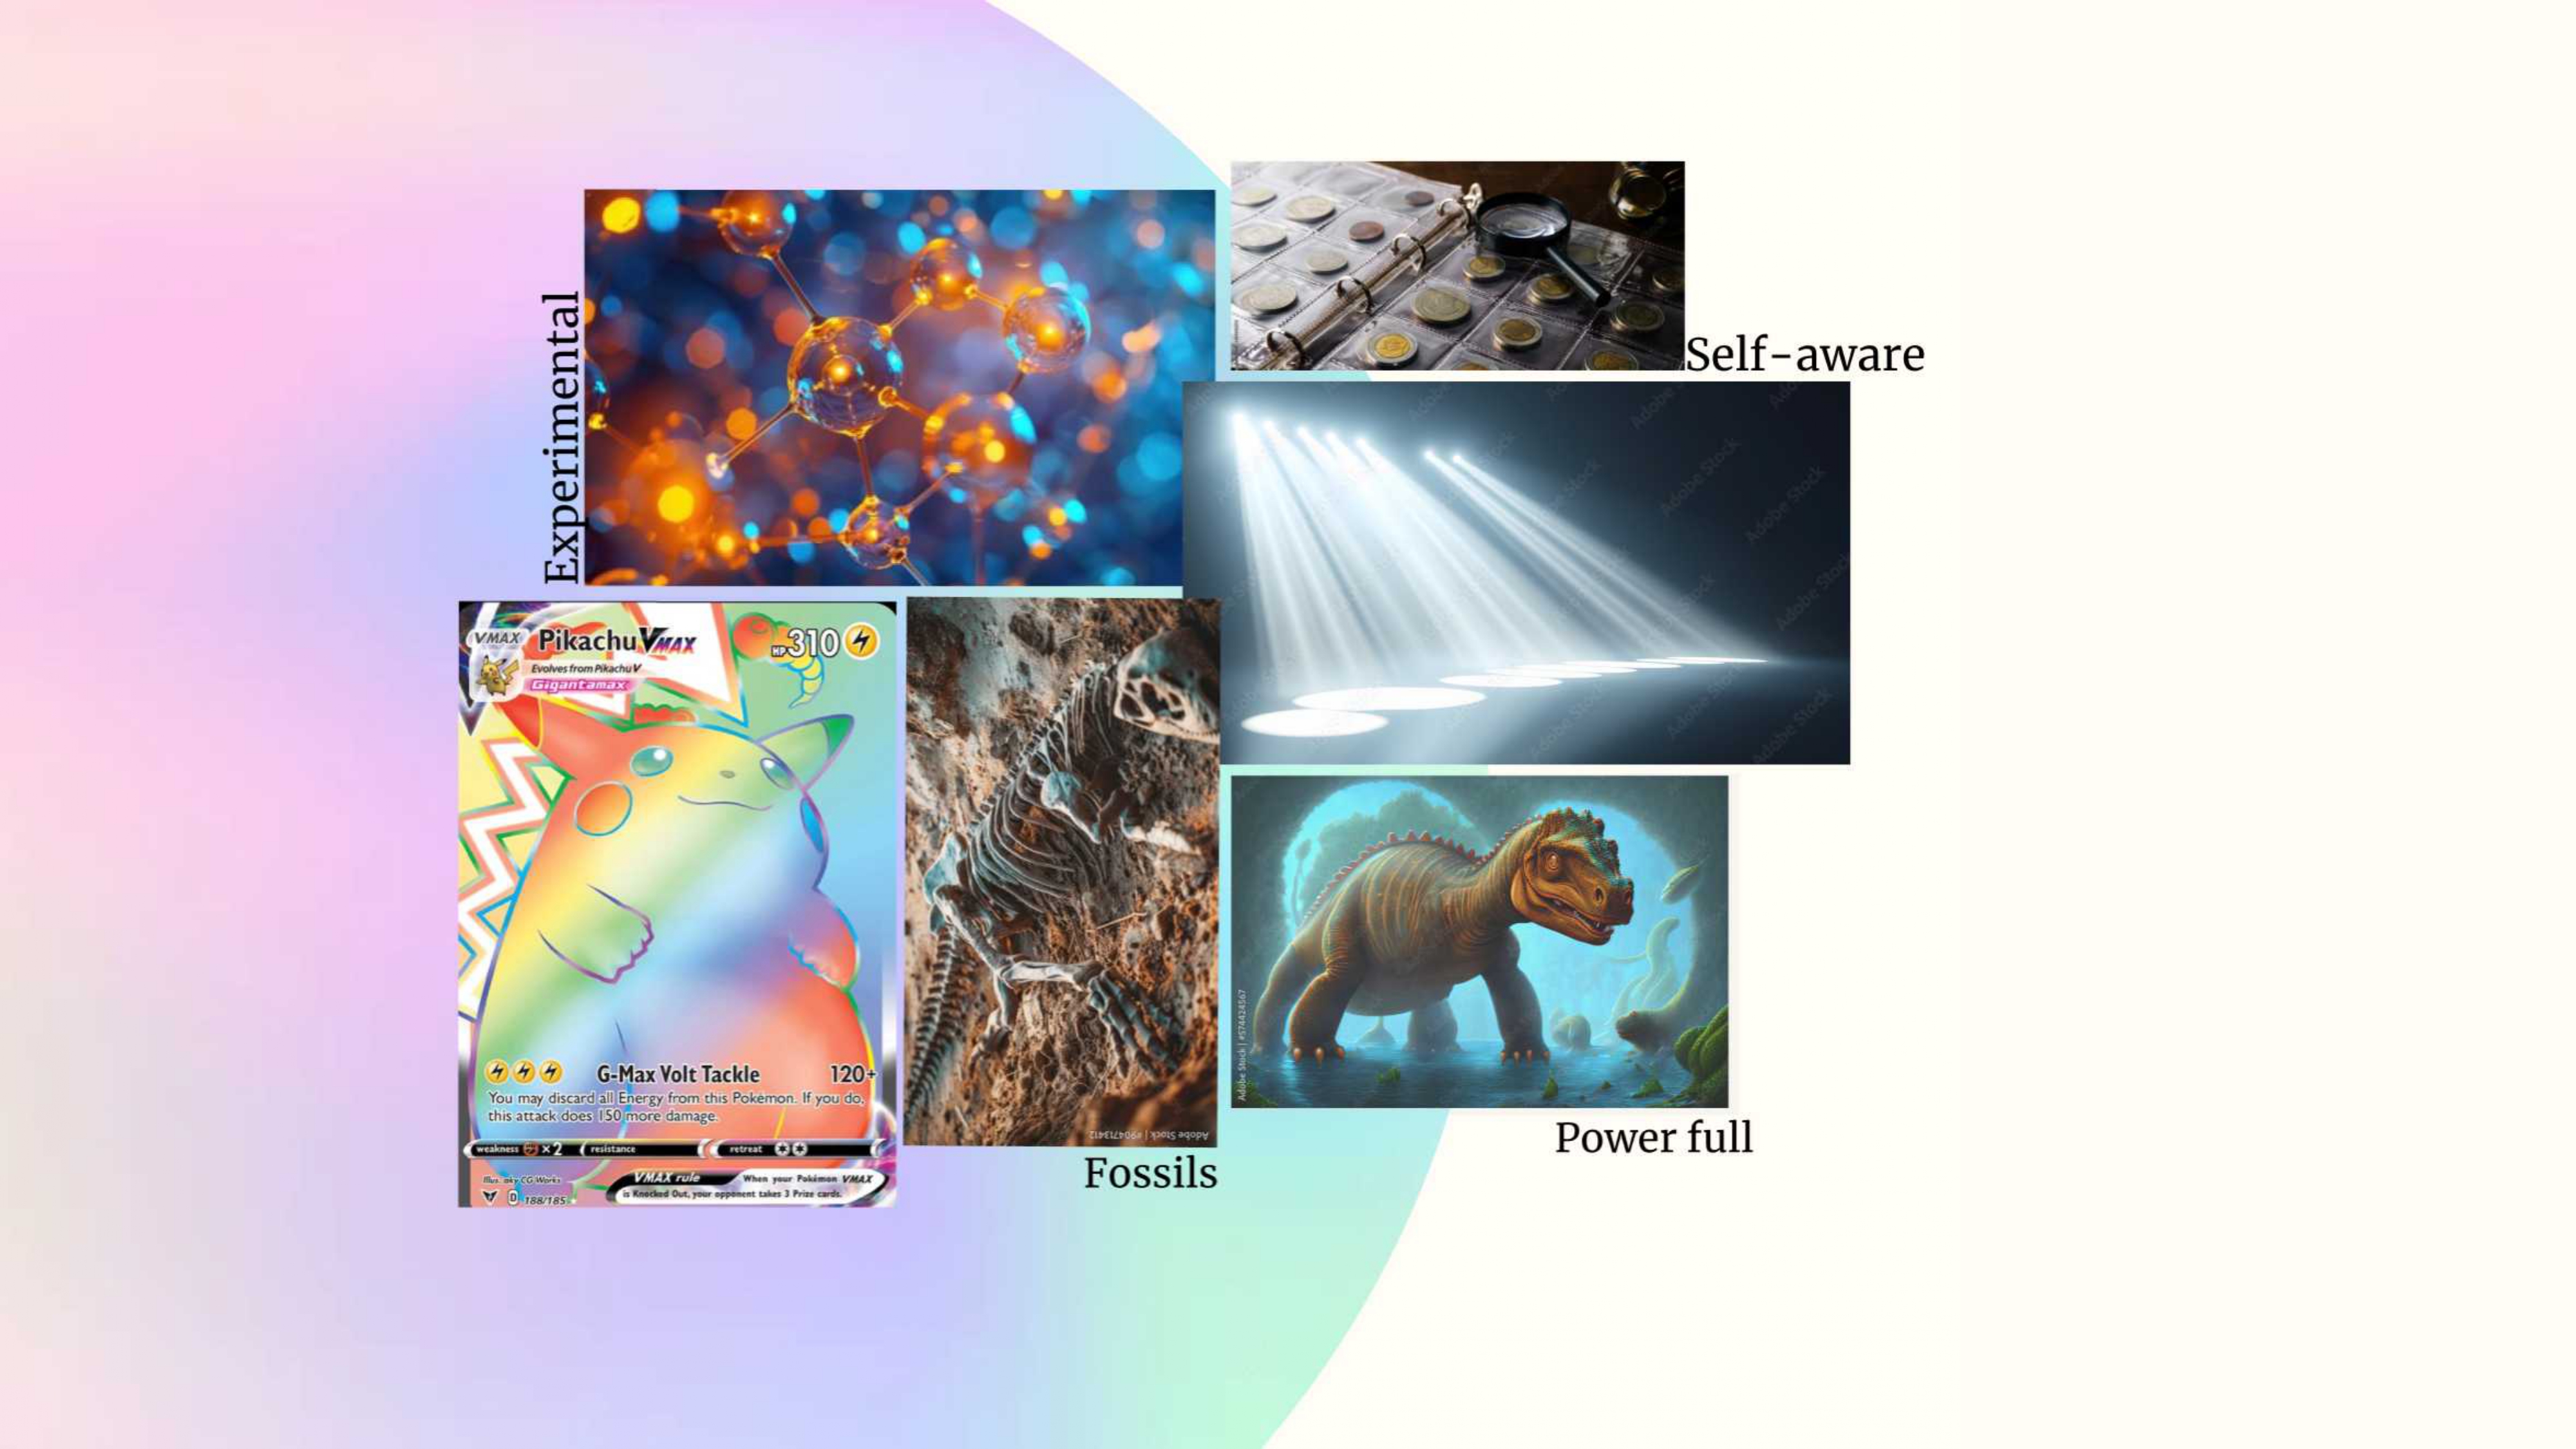 Experimental
Self-aware
Adobe Stock
VMAX Pikachu VMAX HP 310
Evolves from Pikachu V
Gigantamax
G-Max Volt Tackle 120+
You may discard all Energy from this Pokémon. If you do,
this attack does 150 more damage.
weakness ×2 resistance retreat
Illus. aky CG Works
VMAX rule When your Pokémon VMAX
is Knocked Out, your opponent takes 3 Prize cards.
D 188/185
Adobe Stock | #904713412
Fossils
Adobe Stock | #574424567
Power full